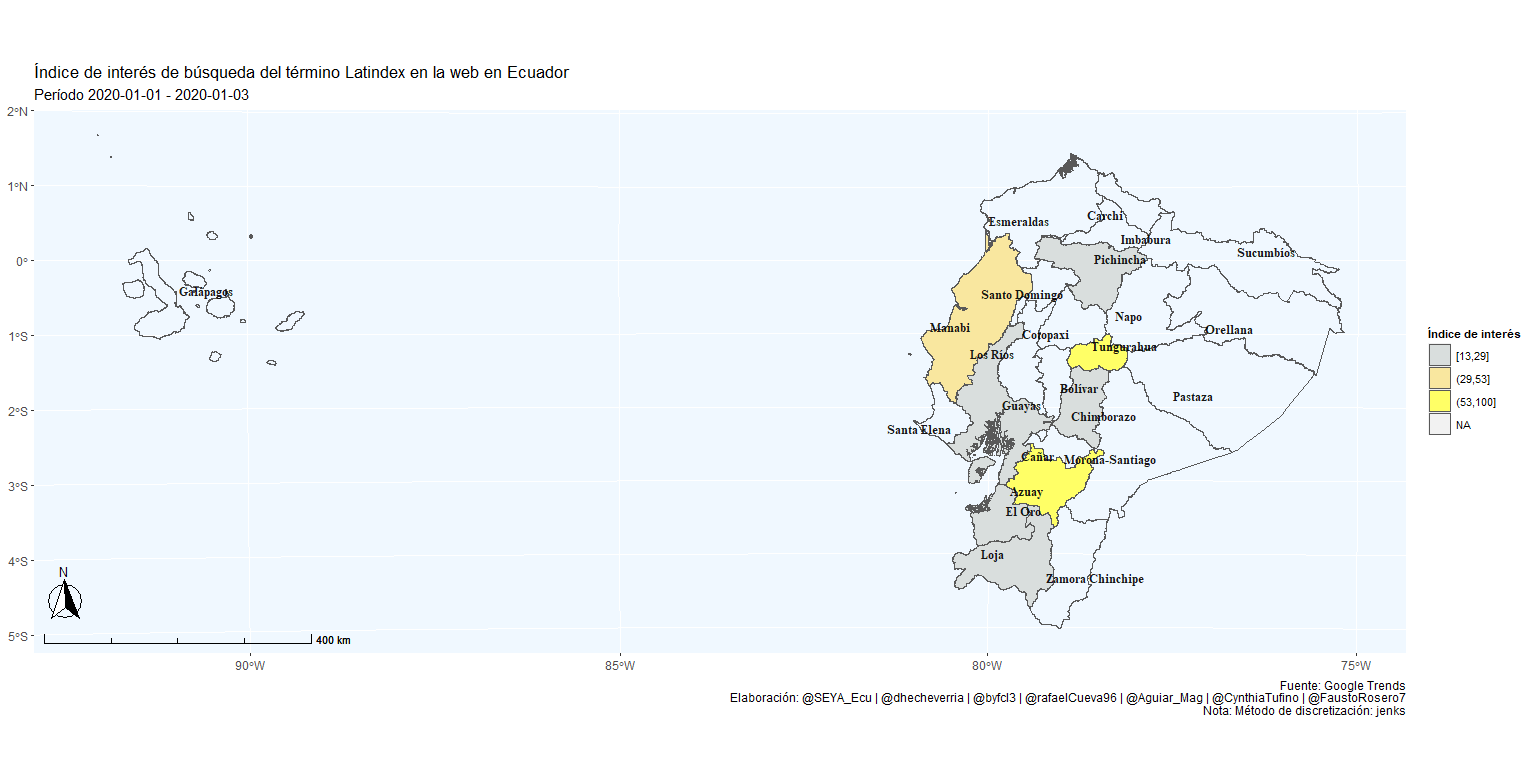 Índice de interés de búsqueda del término Latindex en la web en Ecuador
Período 2020-01-01 - 2020-01-03
2°N
1°N
0°
1°S
2°S
3°S
4°S
5°S
Esmeraldas
Carchi
Imbabura
Sucumbíos
Pichincha
Galápagos
Santo Domingo
Napo
Manabí
Cotopaxi
Orellana
Los Ríos
Tungurahua
Bolívar
Pastaza
Guayas
Chimborazo
Santa Elena
Cañar
Morona-Santiago
Azuay
El Oro
Loja
Zamora Chinchipe
N
400 km
90°W
85°W
80°W
75°W
Índice de interés
[13,29]
(29,53]
(53,100]
NA
Fuente: Google Trends
Elaboración: @SEYA_Ecu | @dhecheverria | @byfcl3 | @rafaelCueva96 | @Aguiar_Mag | @CynthiaTufino | @FaustoRosero7
Nota: Método de discretización: jenks